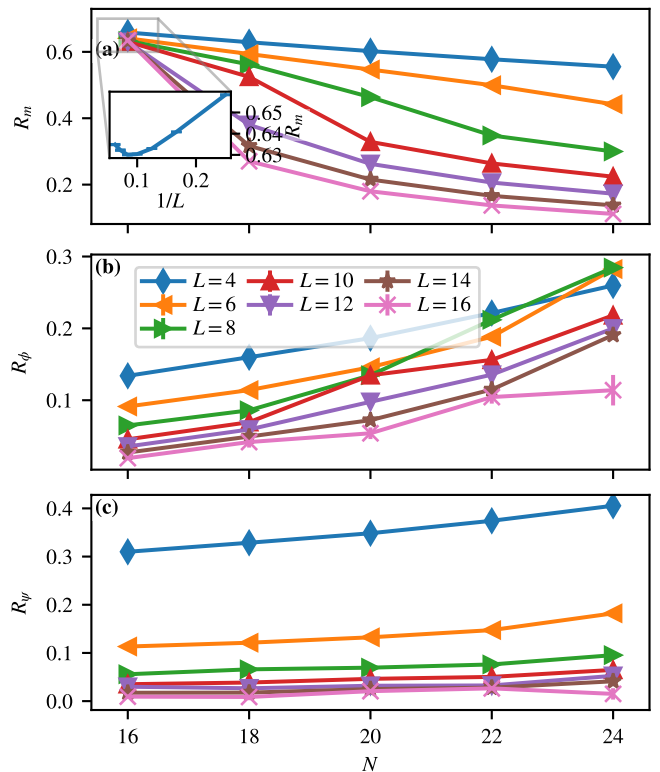 (a)
0.6
0.4
0.2
R_m
0.65
0.64
0.63
R_m
0.1
0.2
1/L
(b)
0.3
0.2
0.1
R_ϕ
L = 4
L = 6
L = 8
L = 10
L = 12
L = 14
L = 16
(c)
0.4
0.3
0.2
0.1
0.0
R_ψ
16
18
20
22
24
N